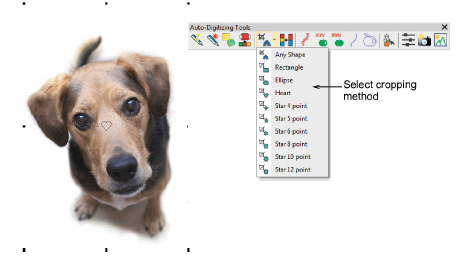 Auto-Digitizing Tools
Any Shape
Rectangle
Ellipse
Heart
Star 4 point
Star 5 point
Star 6 point
Star 8 point
Star 10 point
Star 12 point
Select cropping
method